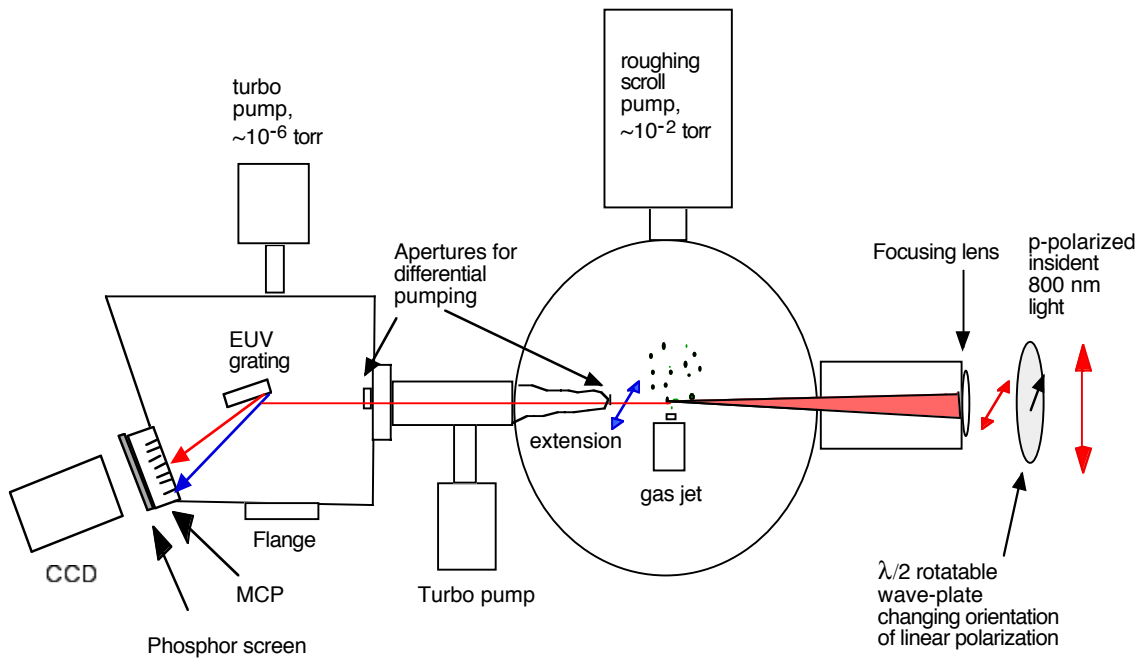 roughing
scroll
pump,
~10⁻² torr
turbo
pump,
~10⁻⁶ torr
Apertures for
differential
pumping
Focusing lens
p-polarized
insident
800 nm
light
EUV
grating
extension
gas jet
Flange
CCD
MCP
Turbo pump
Phosphor screen
λ/2 rotatable
wave-plate
changing orientation
of linear polarization